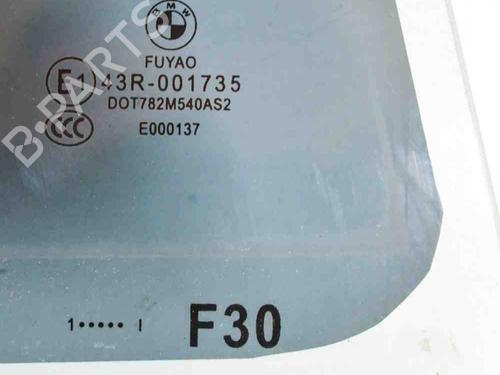 BMW
FUYAO
E1 43R-001735
DOT782M540AS2
CCC E000137
1····· I F30
B-PARTS